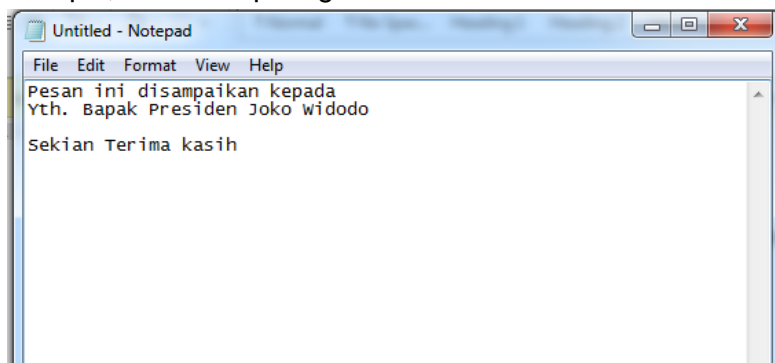 Untitled - Notepad
File Edit Format View Help
Pesan ini disampaikan kepada
Yth. Bapak Presiden Joko Widodo
Sekian Terima kasih